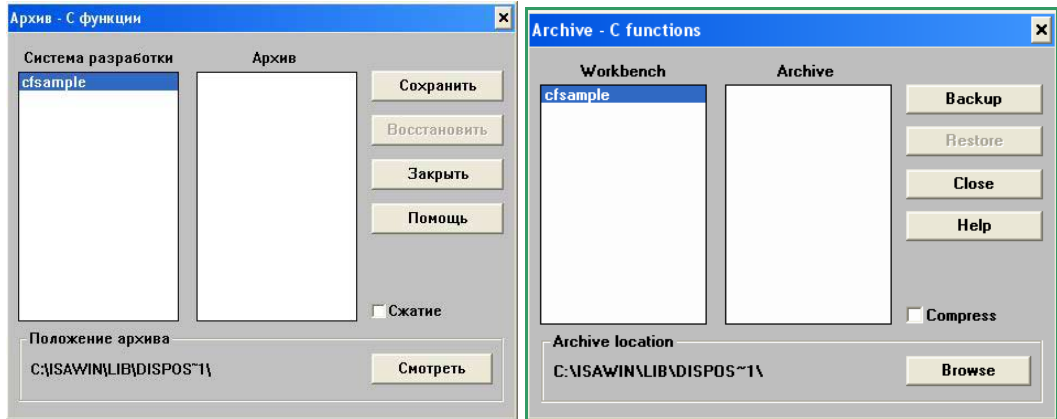 Архив - С функции
Система разработки
Архив
cfsample
Сохранить
Восстановить
Закрыть
Помощь
Сжатие
Положение архива
C:\ISAWIN\LIB\DISPOS~1\
Смотреть
Archive - C functions
Workbench
Archive
cfsample
Backup
Restore
Close
Help
Compress
Archive location
C:\ISAWIN\LIB\DISPOS~1\
Browse